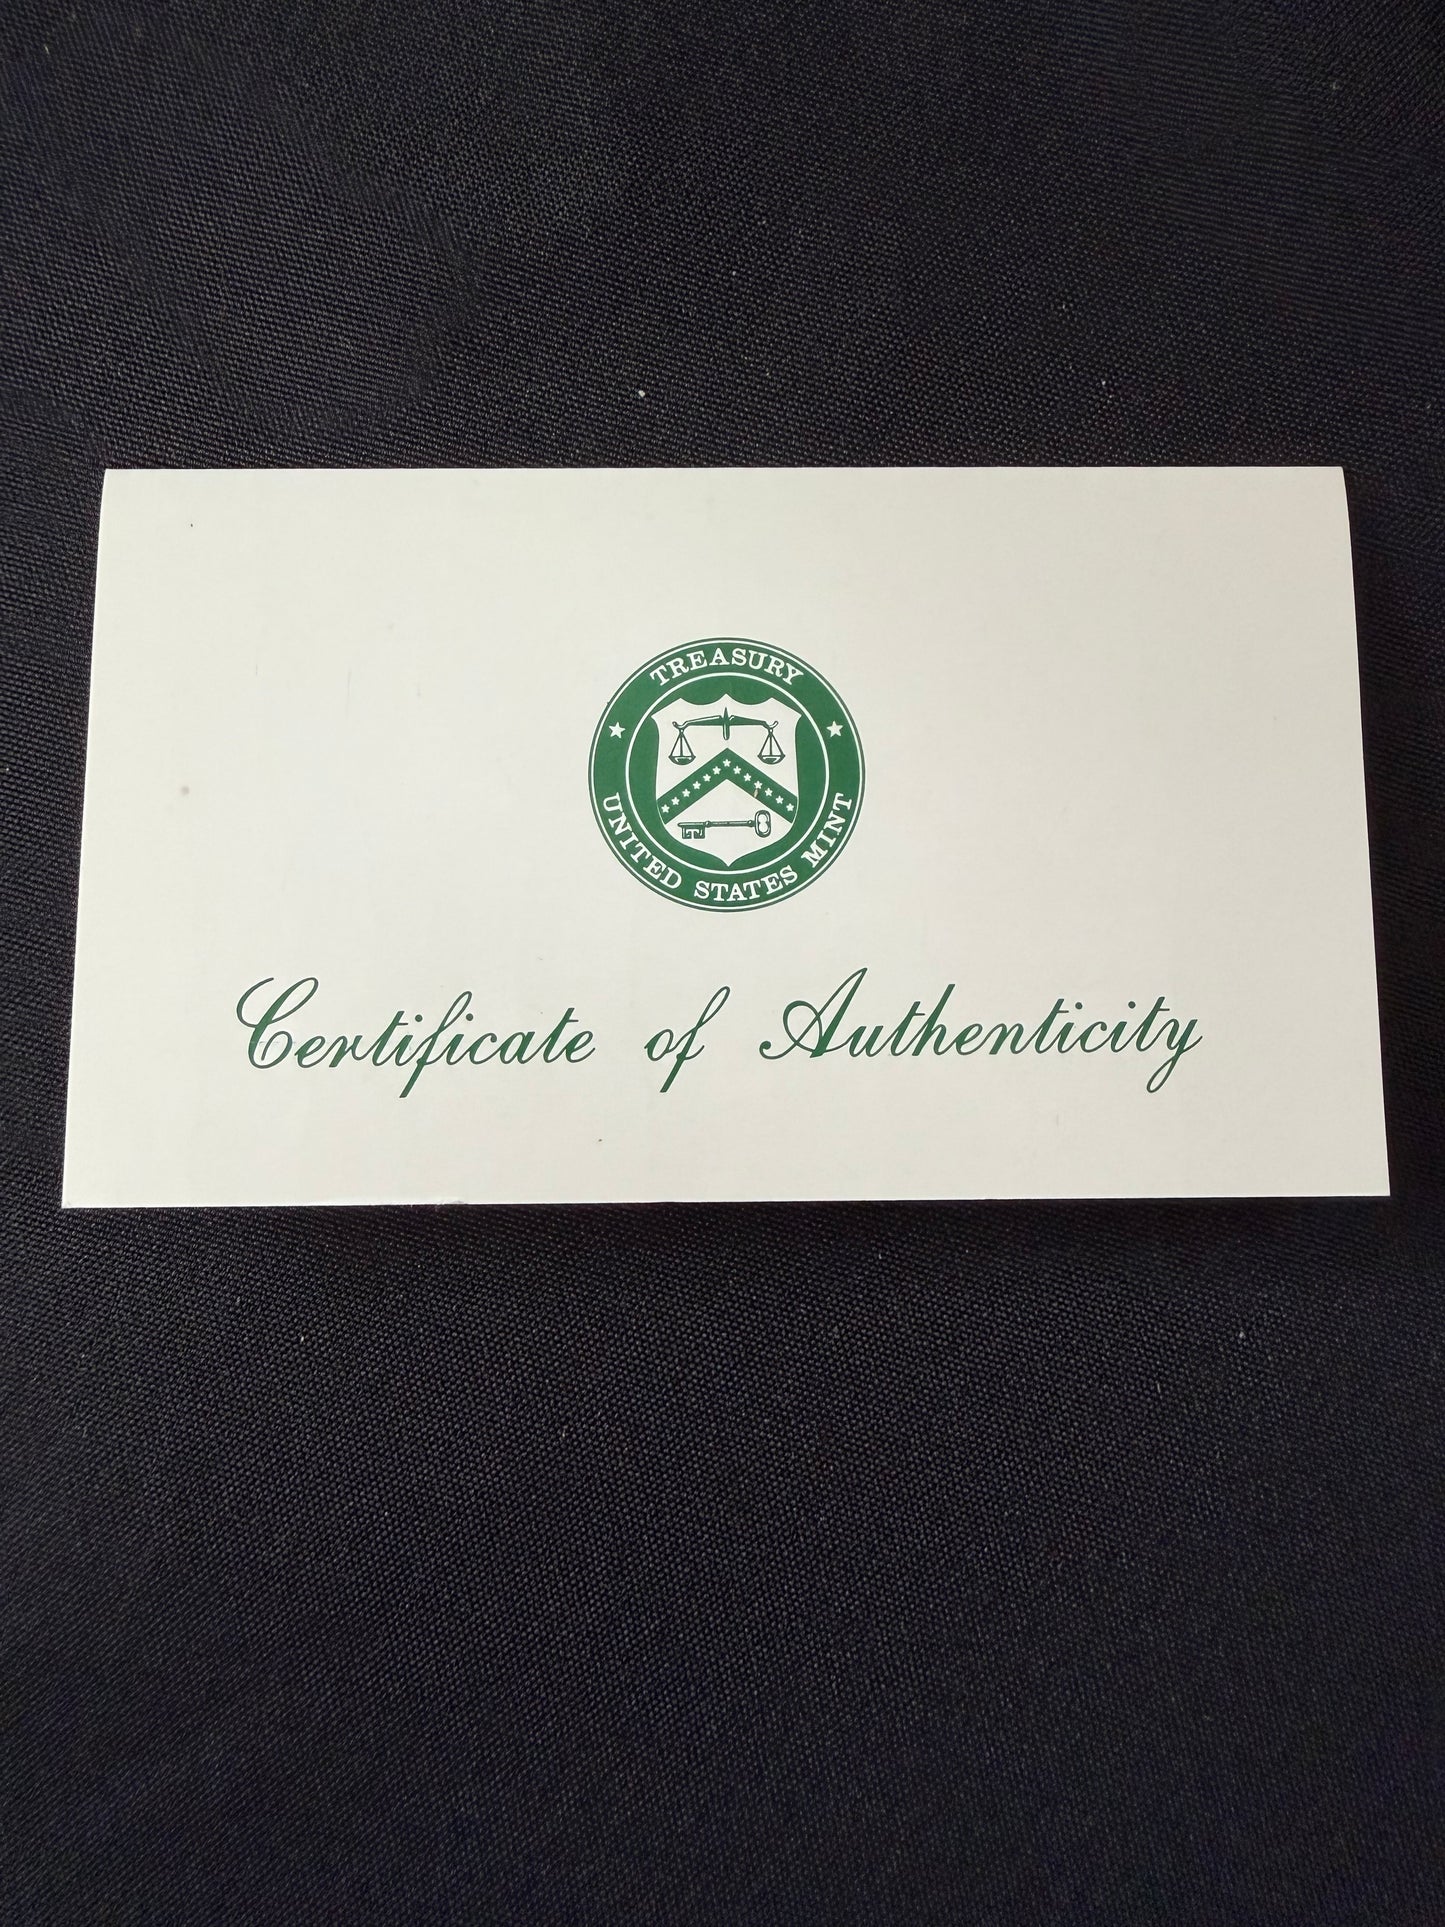 TREASURY
UNITED STATES MINT
Certificate of Authenticity